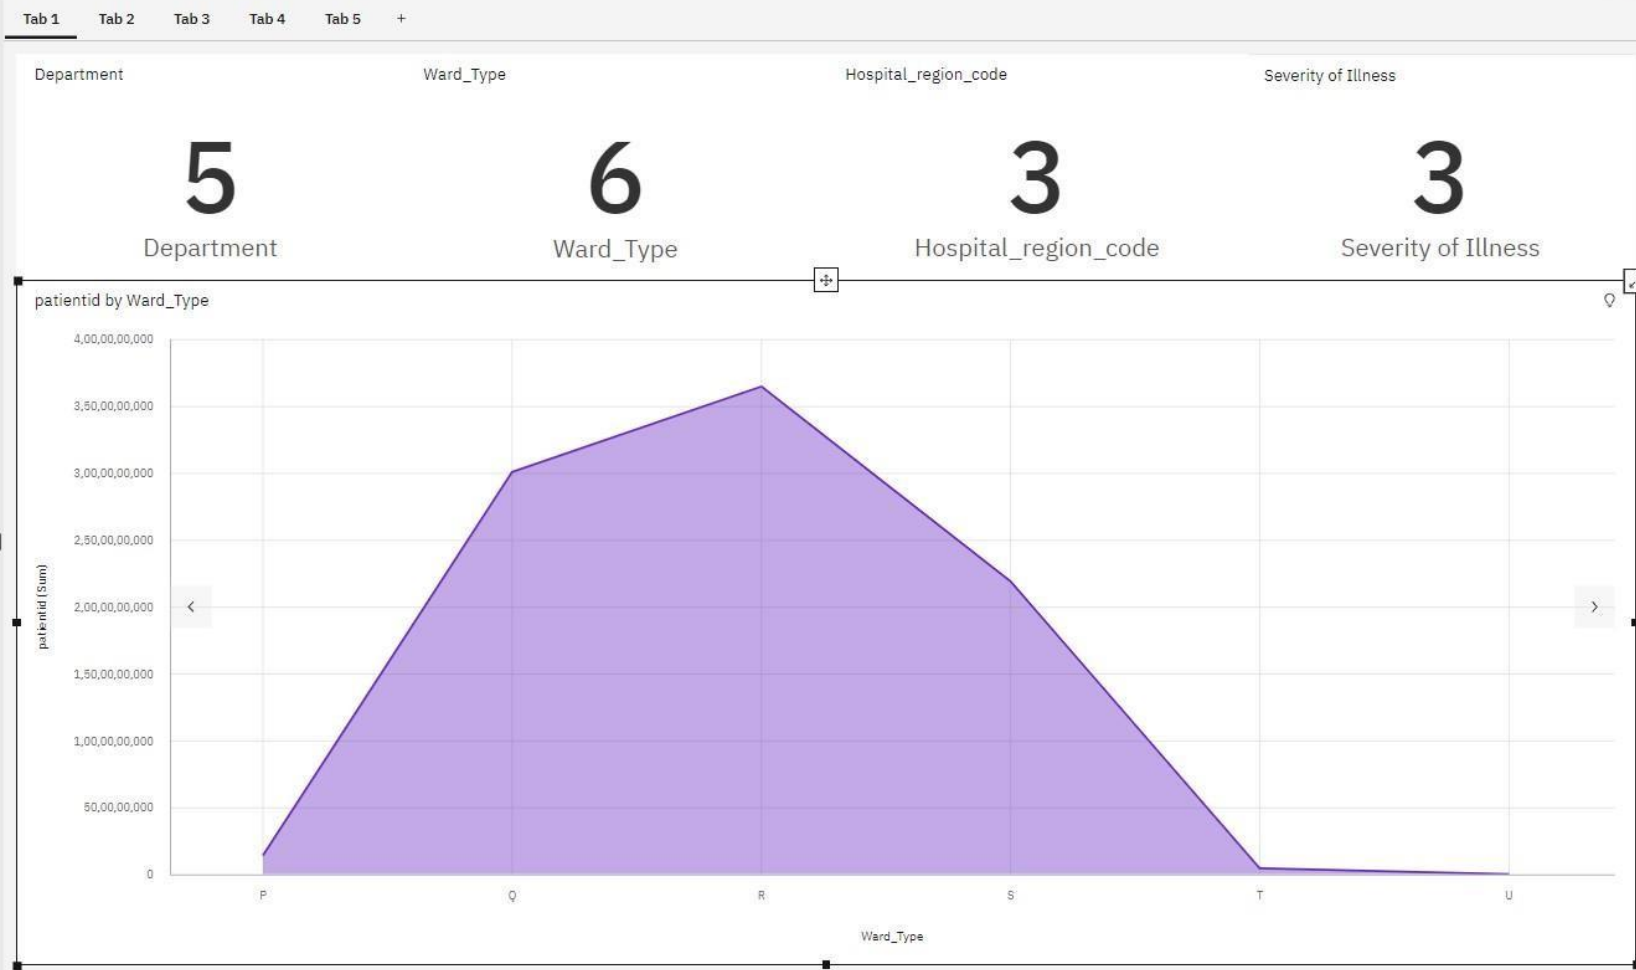 Tab 1 Tab 2 Tab 3 Tab 4 Tab 5 +
Department Ward_Type Hospital_region_code Severity of Illness
5 6 3 3
Department Ward_Type Hospital_region_code Severity of Illness
patientid by Ward_Type
4,00,00,00,000
3,50,00,00,000
3,00,00,00,000
2,50,00,00,000
2,00,00,00,000
1,50,00,00,000
1,00,00,00,000
50,00,00,000
0
patientid (Sum)
P Q R S T U
Ward_Type